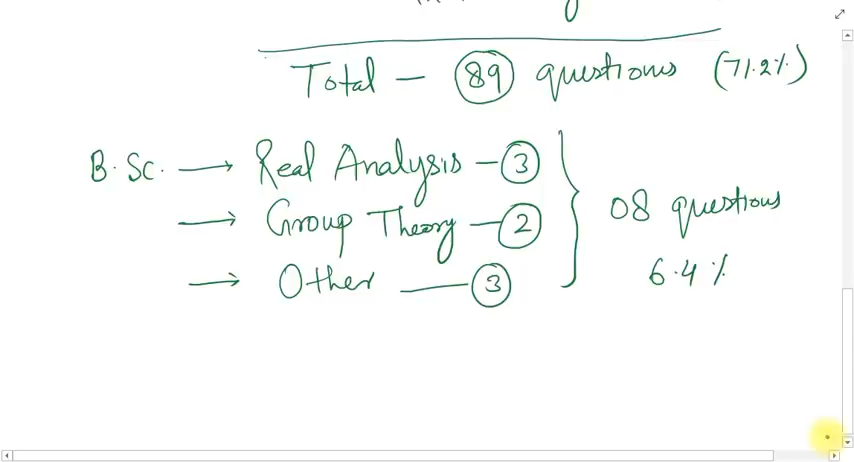 Total - 89 questions (71.2%)
B.Sc. → Real Analysis - 3
→ Group Theory - 2
→ Other — 3
08 questions
6.4%